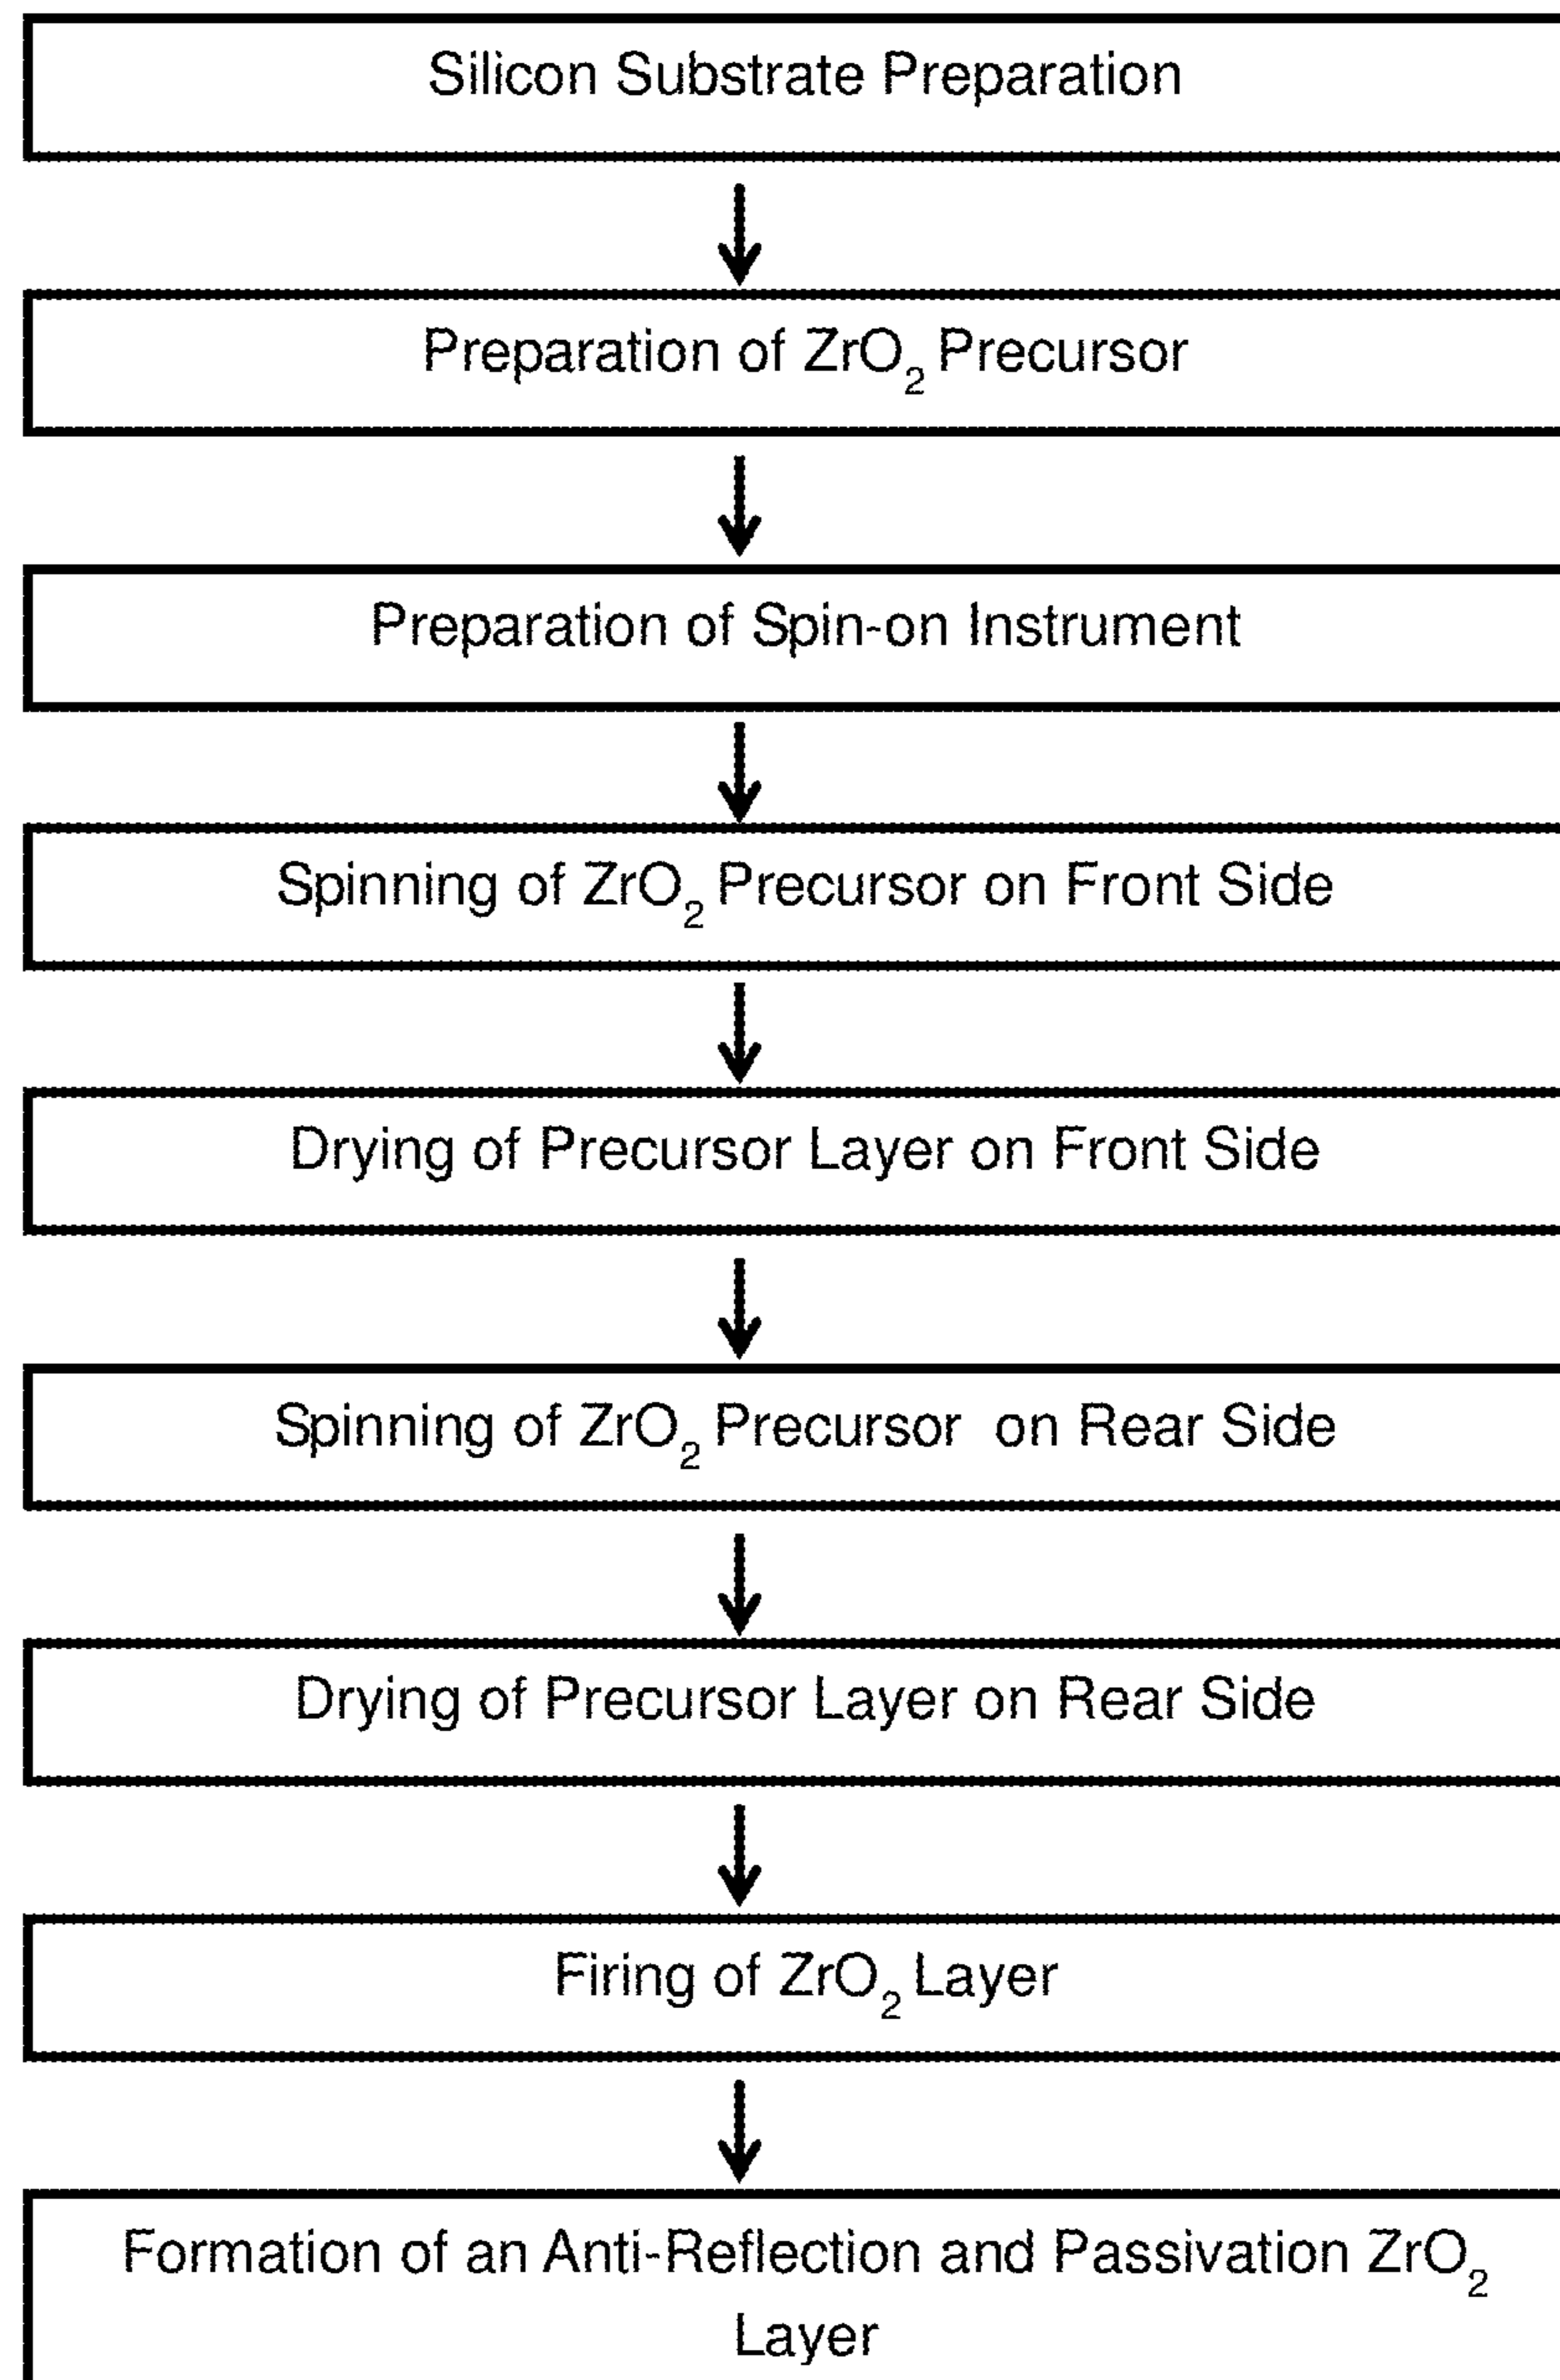 Silicon Substrate Preparation
Preparation of ZrO₂ Precursor
Preparation of Spin-on Instrument
Spinning of ZrO₂ Precursor on Front Side
Drying of Precursor Layer on Front Side
Spinning of ZrO₂ Precursor on Rear Side
Drying of Precursor Layer on Rear Side
Firing of ZrO₂ Layer
Formation of an Anti-Reflection and Passivation ZrO₂
Layer